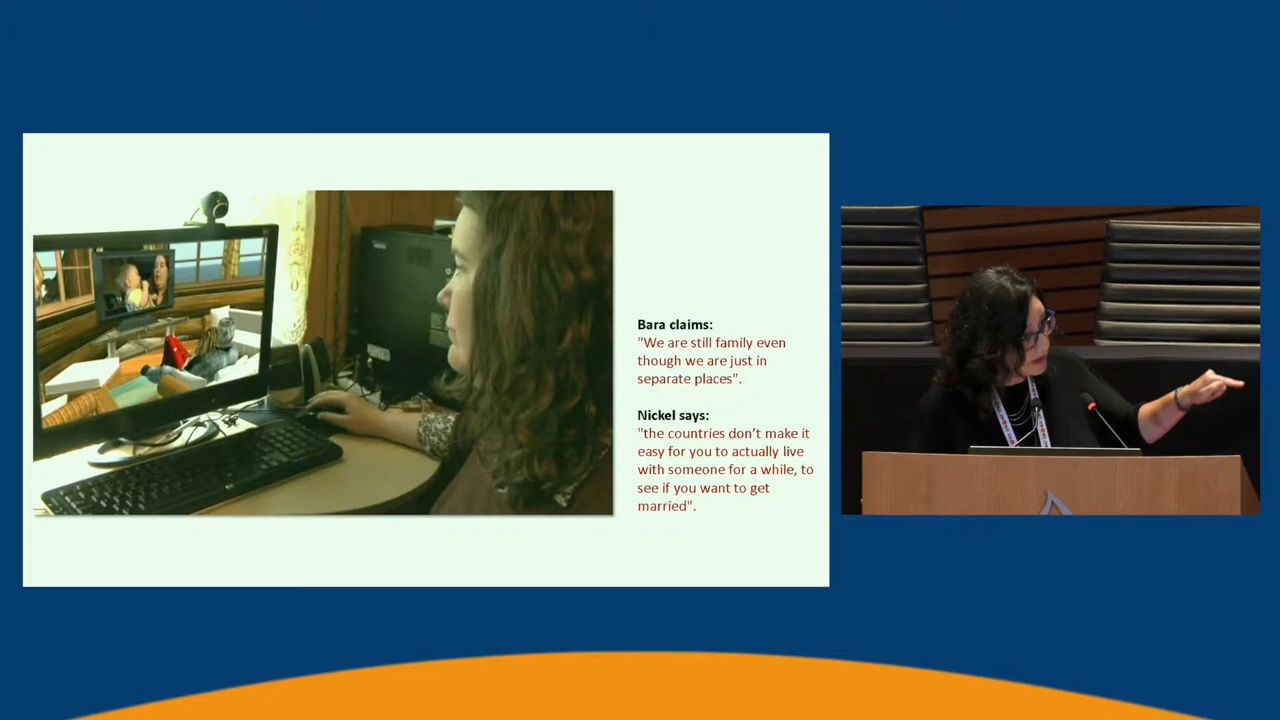 Bara claims:
"We are still family even
though we are just in
separate places".
Nickel says:
"the countries don't make it
easy for you to actually live
with someone for a while, to
see if you want to get
married".